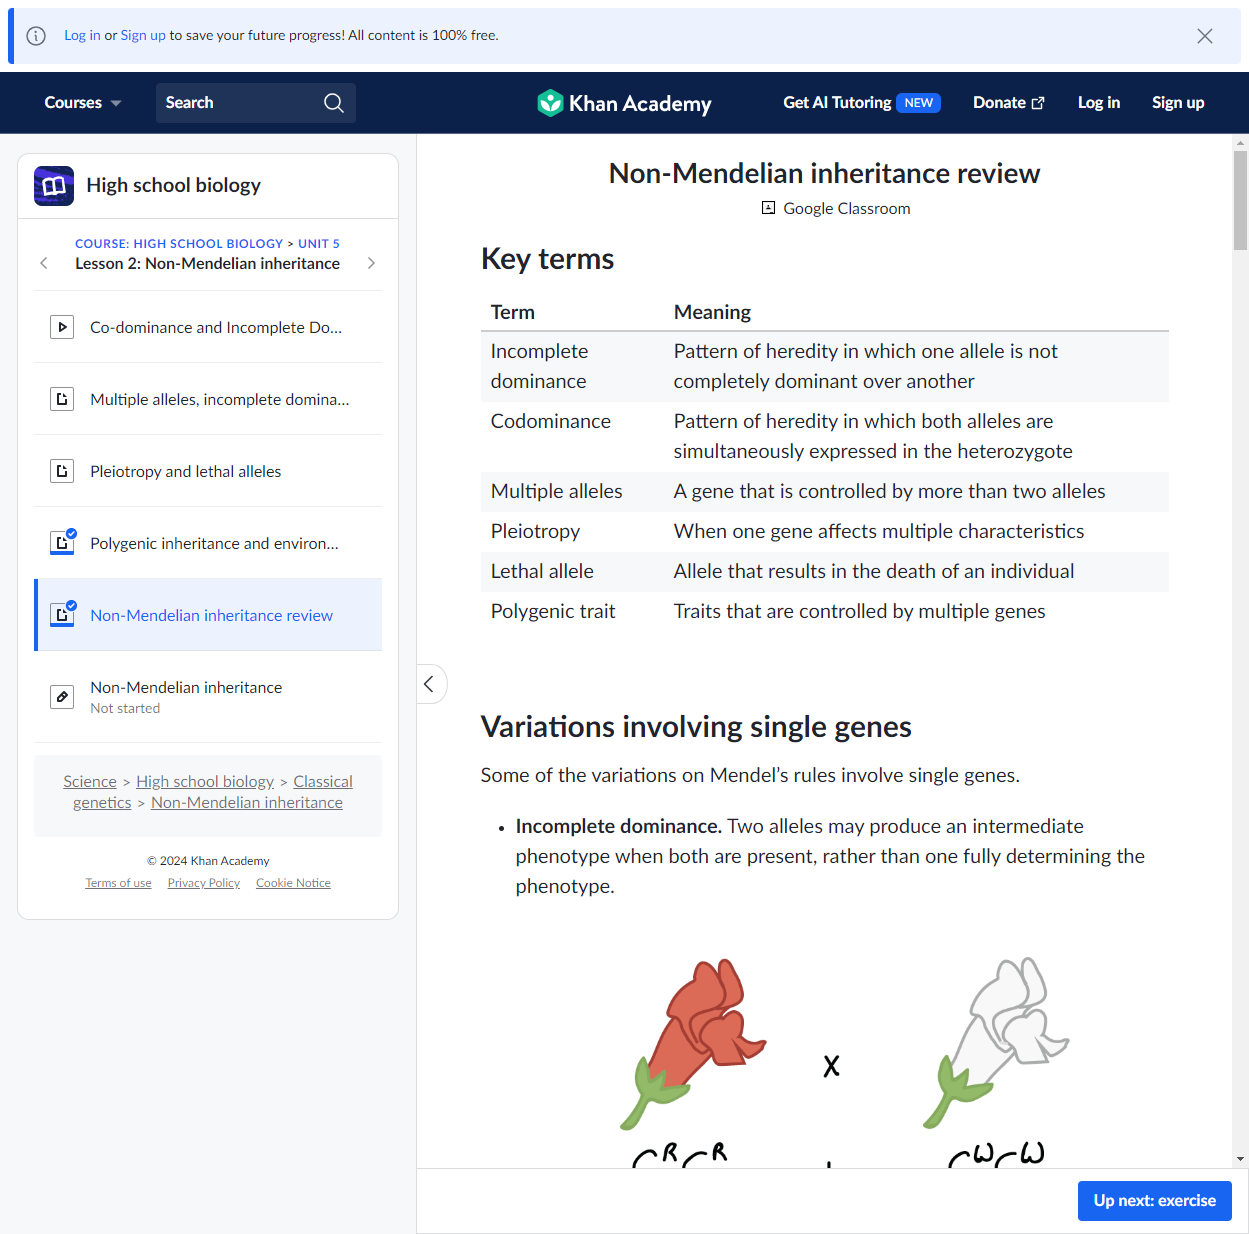 Log in or Sign up to save your future progress! All content is 100% free.
Courses
Search
Khan Academy
Get AI Tutoring NEW
Donate
Log in
Sign up
High school biology
COURSE: HIGH SCHOOL BIOLOGY > UNIT 5
Lesson 2: Non-Mendelian inheritance
Co-dominance and Incomplete Do...
Multiple alleles, incomplete domina...
Pleiotropy and lethal alleles
Polygenic inheritance and environ...
Non-Mendelian inheritance review
Non-Mendelian inheritance
Not started
Science > High school biology > Classical
genetics > Non-Mendelian inheritance
© 2024 Khan Academy
Terms of use Privacy Policy Cookie Notice
Non-Mendelian inheritance review
Google Classroom
Key terms
Term Meaning
Incomplete Pattern of heredity in which one allele is not
dominance completely dominant over another
Codominance Pattern of heredity in which both alleles are
simultaneously expressed in the heterozygote
Multiple alleles A gene that is controlled by more than two alleles
Pleiotropy When one gene affects multiple characteristics
Lethal allele Allele that results in the death of an individual
Polygenic trait Traits that are controlled by multiple genes
Variations involving single genes
Some of the variations on Mendel’s rules involve single genes.
• Incomplete dominance. Two alleles may produce an intermediate
phenotype when both are present, rather than one fully determining the
phenotype.
x
C^R C^R C^W C^W
Up next: exercise